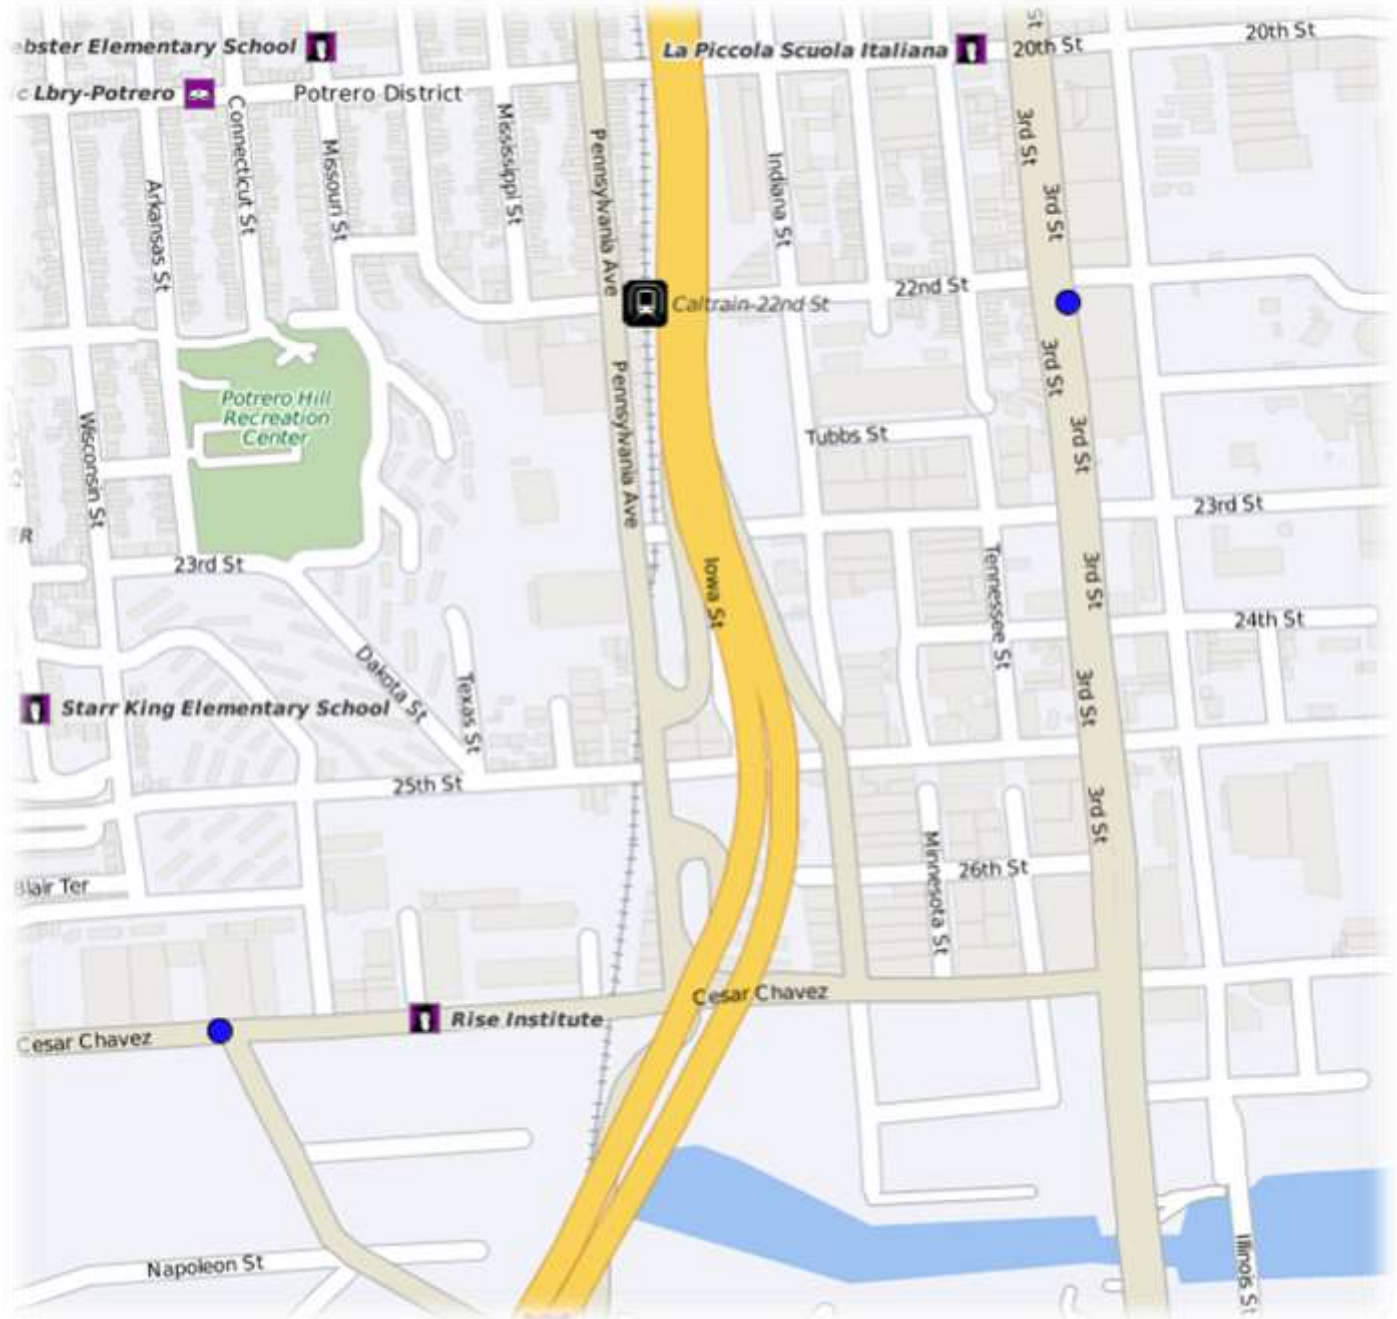 ebster Elementary School
La Piccola Scuola Italiana
St
20th St
20th St
c Lbry-Potrero
Potrero District
Connecticut St
Missouri St
Mississippi St
Pennsylvania Ave
Indiana St
3rd St
3rd St
Arkansas St
22nd St
Caltrain-22nd St
3rd St
Pennsylvania Ave
Potrero Hill
Recreation
Center
Wisconsin St
Tubbs St
3rd St
23rd St
R
23rd St
Iowa St
Tennessee St
3rd St
24th St
Dakota St
Texas St
Starr King Elementary School
3rd St
25th St
3rd St
Minnesota St
26th St
Blair Ter
Cesar Chavez
Rise Institute
Cesar Chavez
Napoleon St
Illinois St